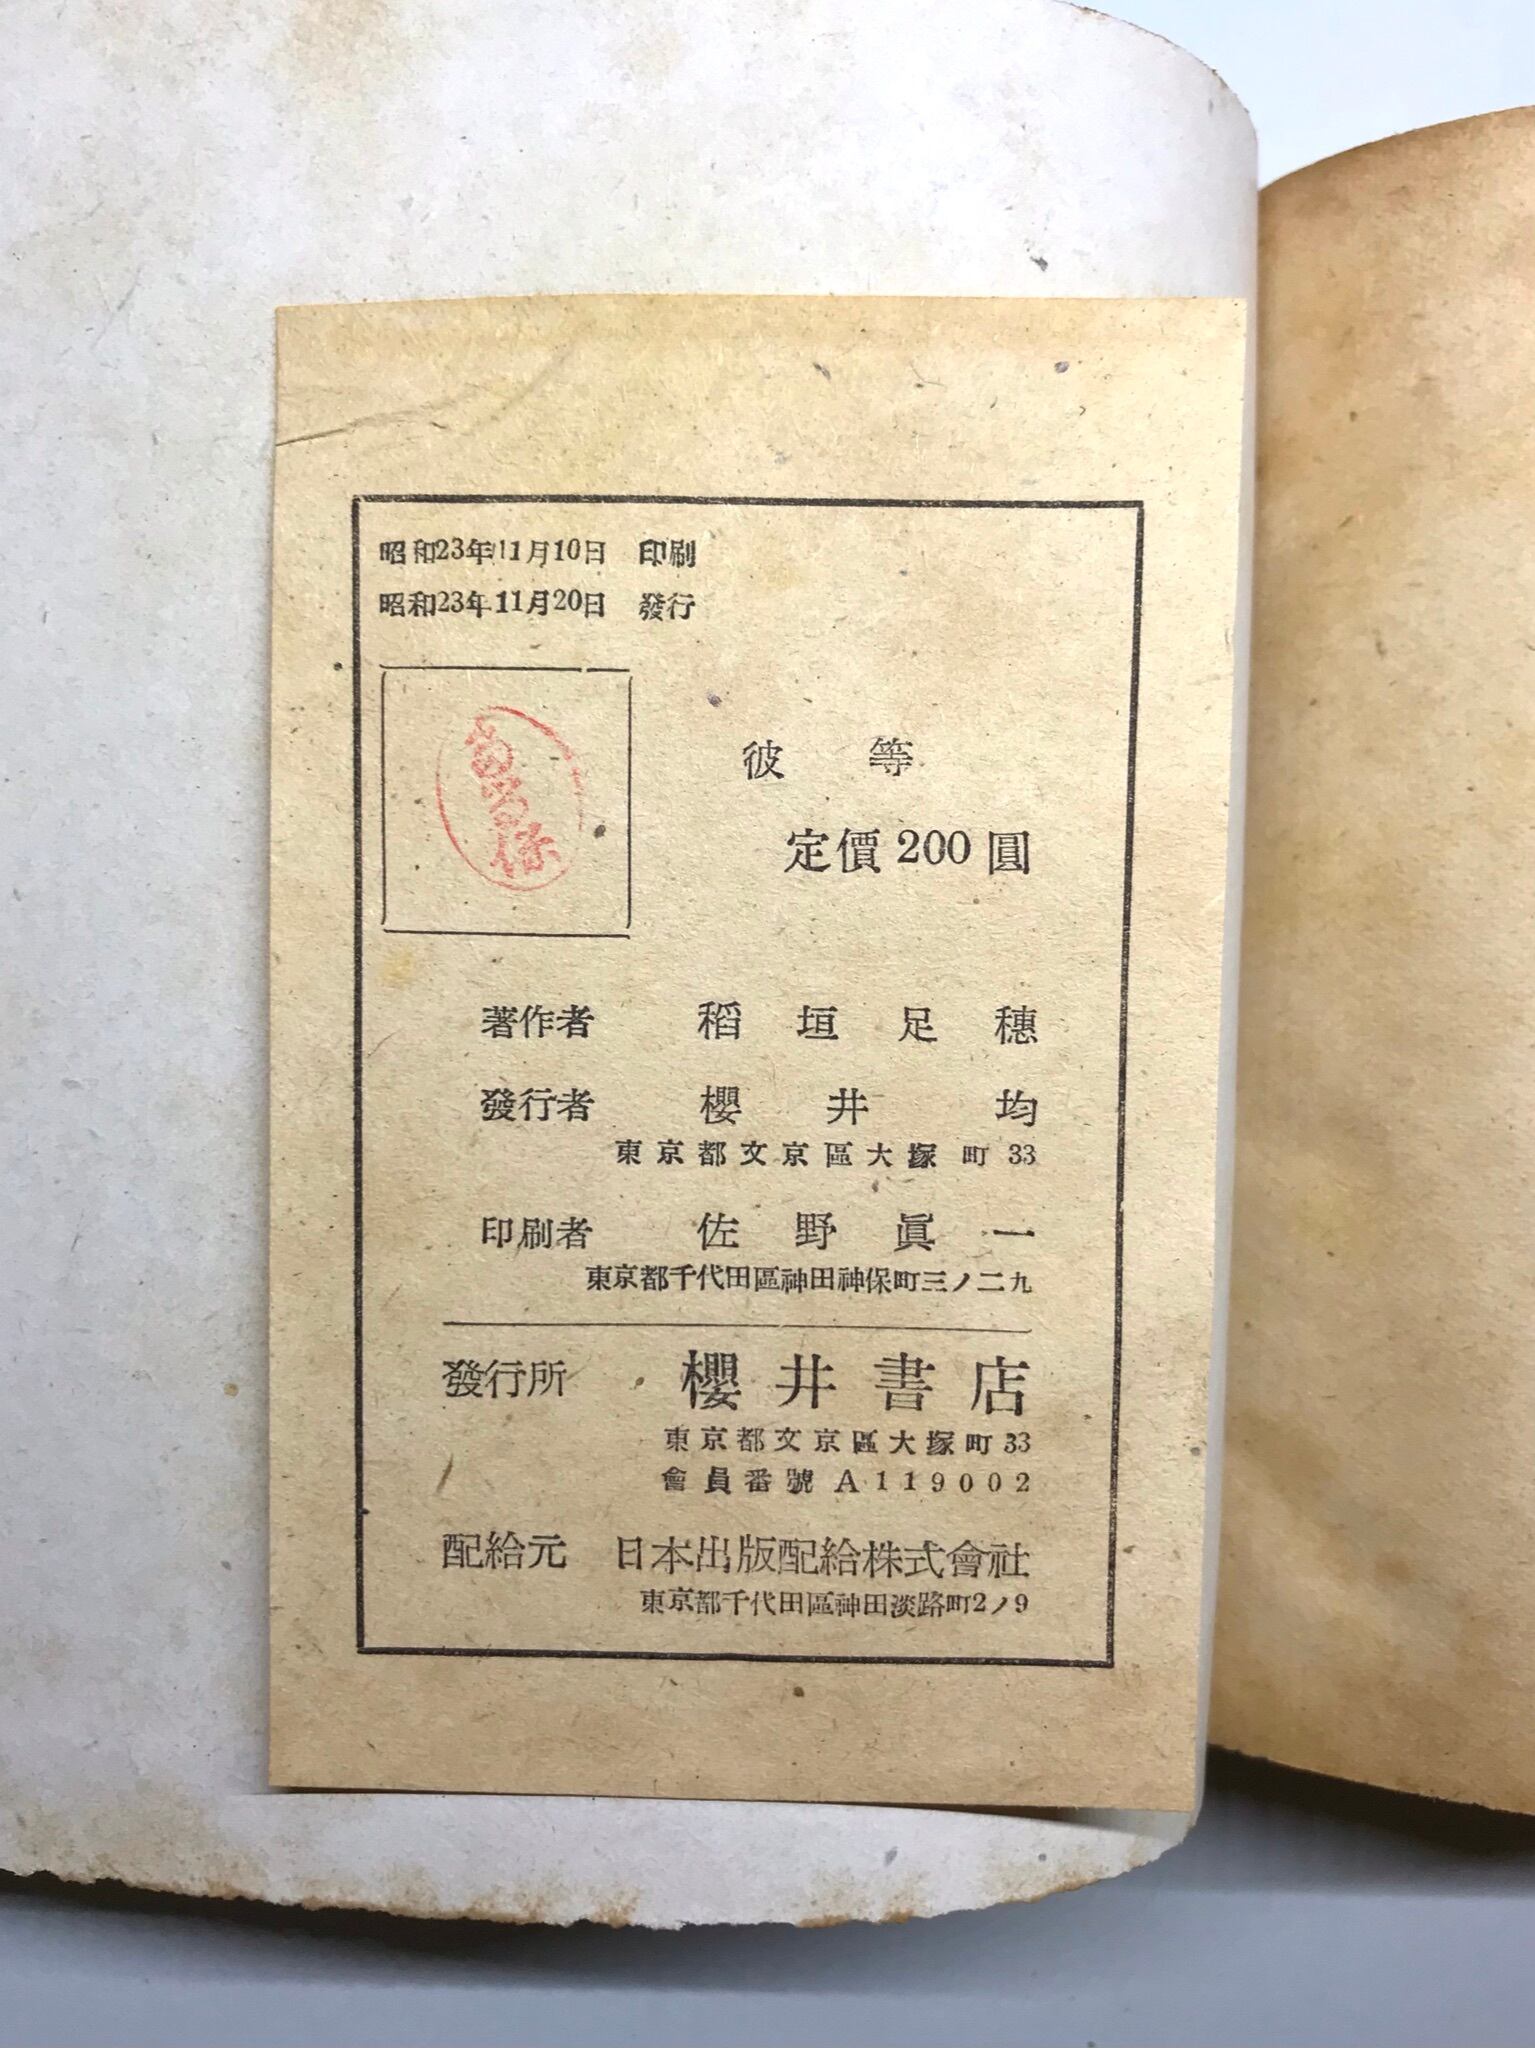 昭和23年11月10日 印刷
昭和23年11月20日 發行
彼等
定價200圓
著作者 稻垣足穗
發行者 櫻井均
東京都文京區大塚町33
印刷者 佐野眞一
東京都千代田區神田神保町三ノ二九
發行所 櫻井書店
東京都文京區大塚町33
會員番號 A119002
配給元 日本出版配給株式會社
東京都千代田區神田淡路町2ノ9